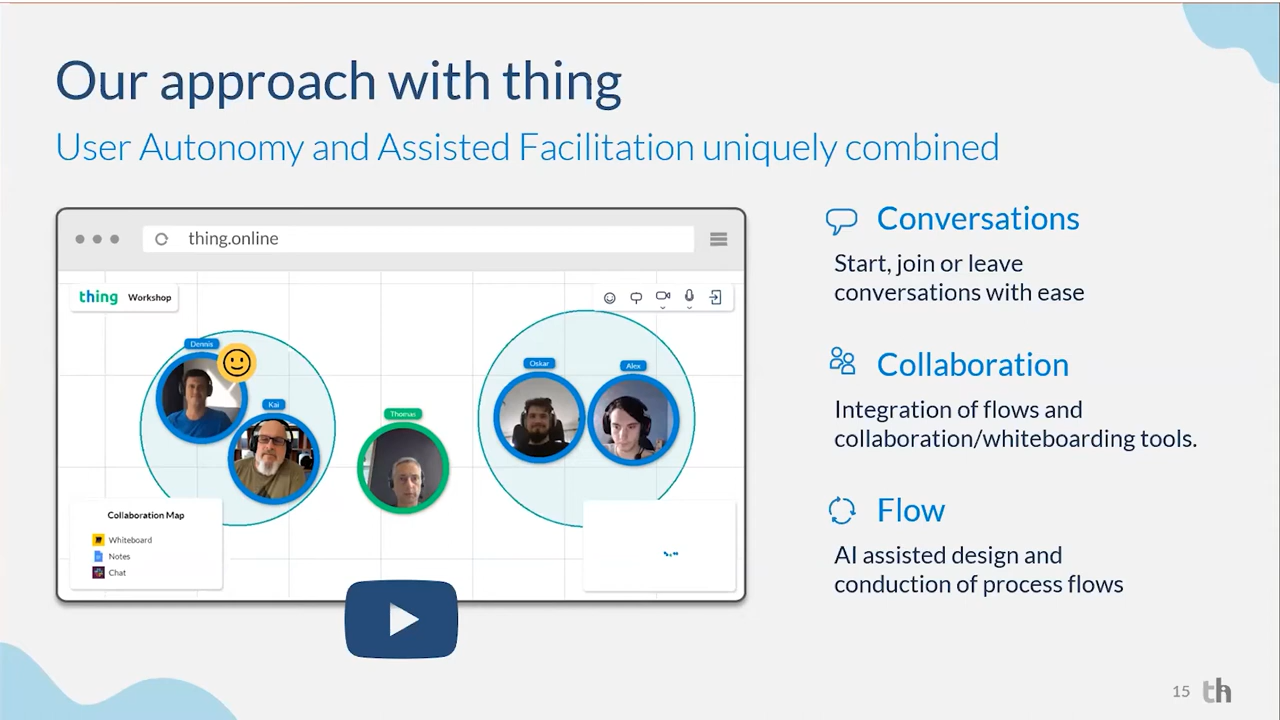 Our approach with thing
User Autonomy and Assisted Facilitation uniquely combined
thing.online
thing Workshop
Dennis
Kai
Thomas
Oskar
Alex
Collaboration Map
Whiteboard
Notes
Chat
Conversations
Start, join or leave
conversations with ease
Collaboration
Integration of flows and
collaboration/whiteboarding tools.
Flow
AI assisted design and
conduction of process flows
15 th